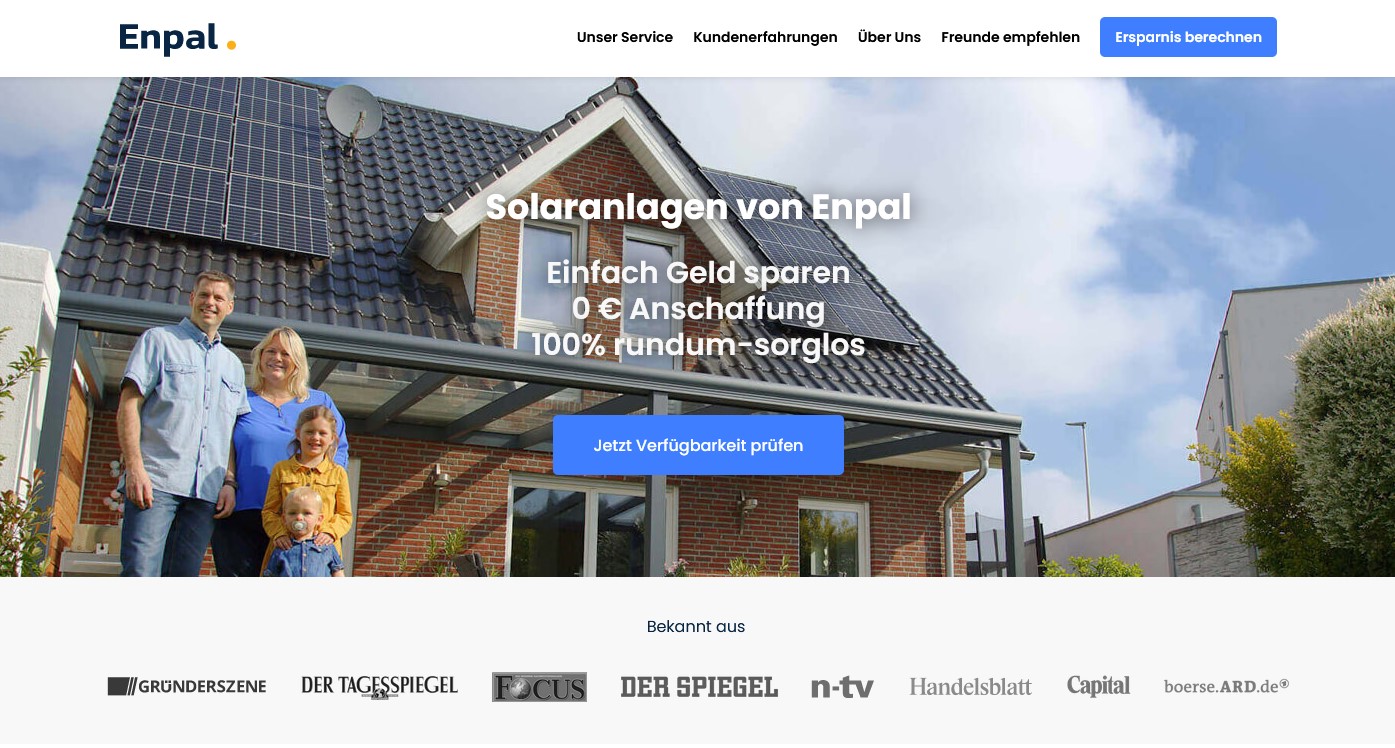 Enpal.
Unser Service Kundenerfahrungen Über Uns Freunde empfehlen Ersparnis berechnen
Solaranlagen von Enpal
Einfach Geld sparen
0 € Anschaffung
100% rundum-sorglos
Jetzt Verfügbarkeit prüfen
Bekannt aus
GRÜNDERSZENE DER TAGESSPIEGEL FOCUS DER SPIEGEL n-tv Handelsblatt Capital boerse.ARD.de